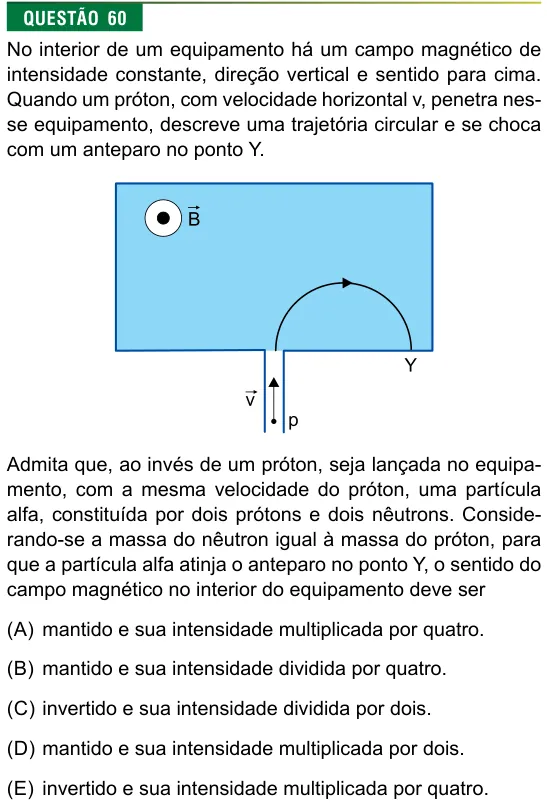 QUESTÃO 60
No interior de um equipamento há um campo magnético de
intensidade constante, direção vertical e sentido para cima.
Quando um próton, com velocidade horizontal v, penetra nes-
se equipamento, descreve uma trajetória circular e se choca
com um anteparo no ponto Y.
B
Y
v
p
Admita que, ao invés de um próton, seja lançada no equipa-
mento, com a mesma velocidade do próton, uma partícula
alfa, constituída por dois prótons e dois nêutrons. Conside-
rando-se a massa do nêutron igual à massa do próton, para
que a partícula alfa atinja o anteparo no ponto Y, o sentido do
campo magnético no interior do equipamento deve ser
(A) mantido e sua intensidade multiplicada por quatro.
(B) mantido e sua intensidade dividida por quatro.
(C) invertido e sua intensidade dividida por dois.
(D) mantido e sua intensidade multiplicada por dois.
(E) invertido e sua intensidade multiplicada por quatro.